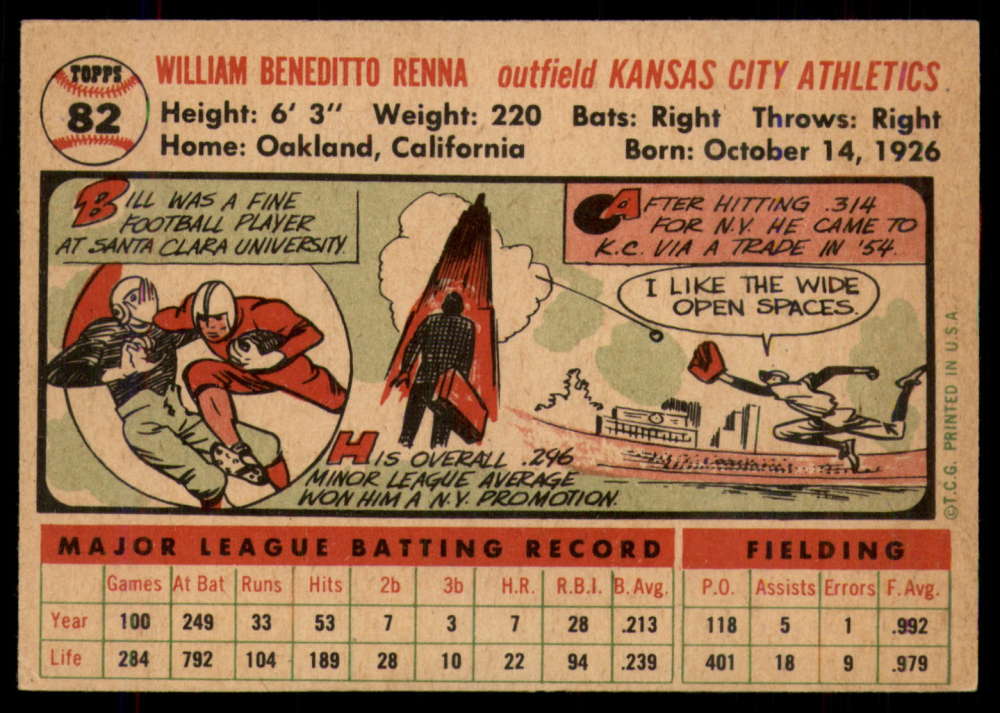 TOPPS
82
WILLIAM BENEDITTO RENNA outfield KANSAS CITY ATHLETICS
Height: 6' 3" Weight: 220 Bats: Right Throws: Right
Home: Oakland, California Born: October 14, 1926
BILL WAS A FINE
FOOTBALL PLAYER
AT SANTA CLARA UNIVERSITY.
HIS OVERALL .296
MINOR LEAGUE AVERAGE
WON HIM A N.Y. PROMOTION.
AFTER HITTING .314
FOR N.Y. HE CAME TO
K.C. VIA A TRADE IN '54.
I LIKE THE WIDE
OPEN SPACES.
©T.C.G. PRINTED IN U.S.A.
MAJOR LEAGUE BATTING RECORD FIELDING
Games At Bat Runs Hits 2b 3b H.R. R.B.I. B. Avg. P.O. Assists Errors F. Avg.
Year 100 249 33 53 7 3 7 28 .213 118 5 1 .992
Life 284 792 104 189 28 10 22 94 .239 401 18 9 .979